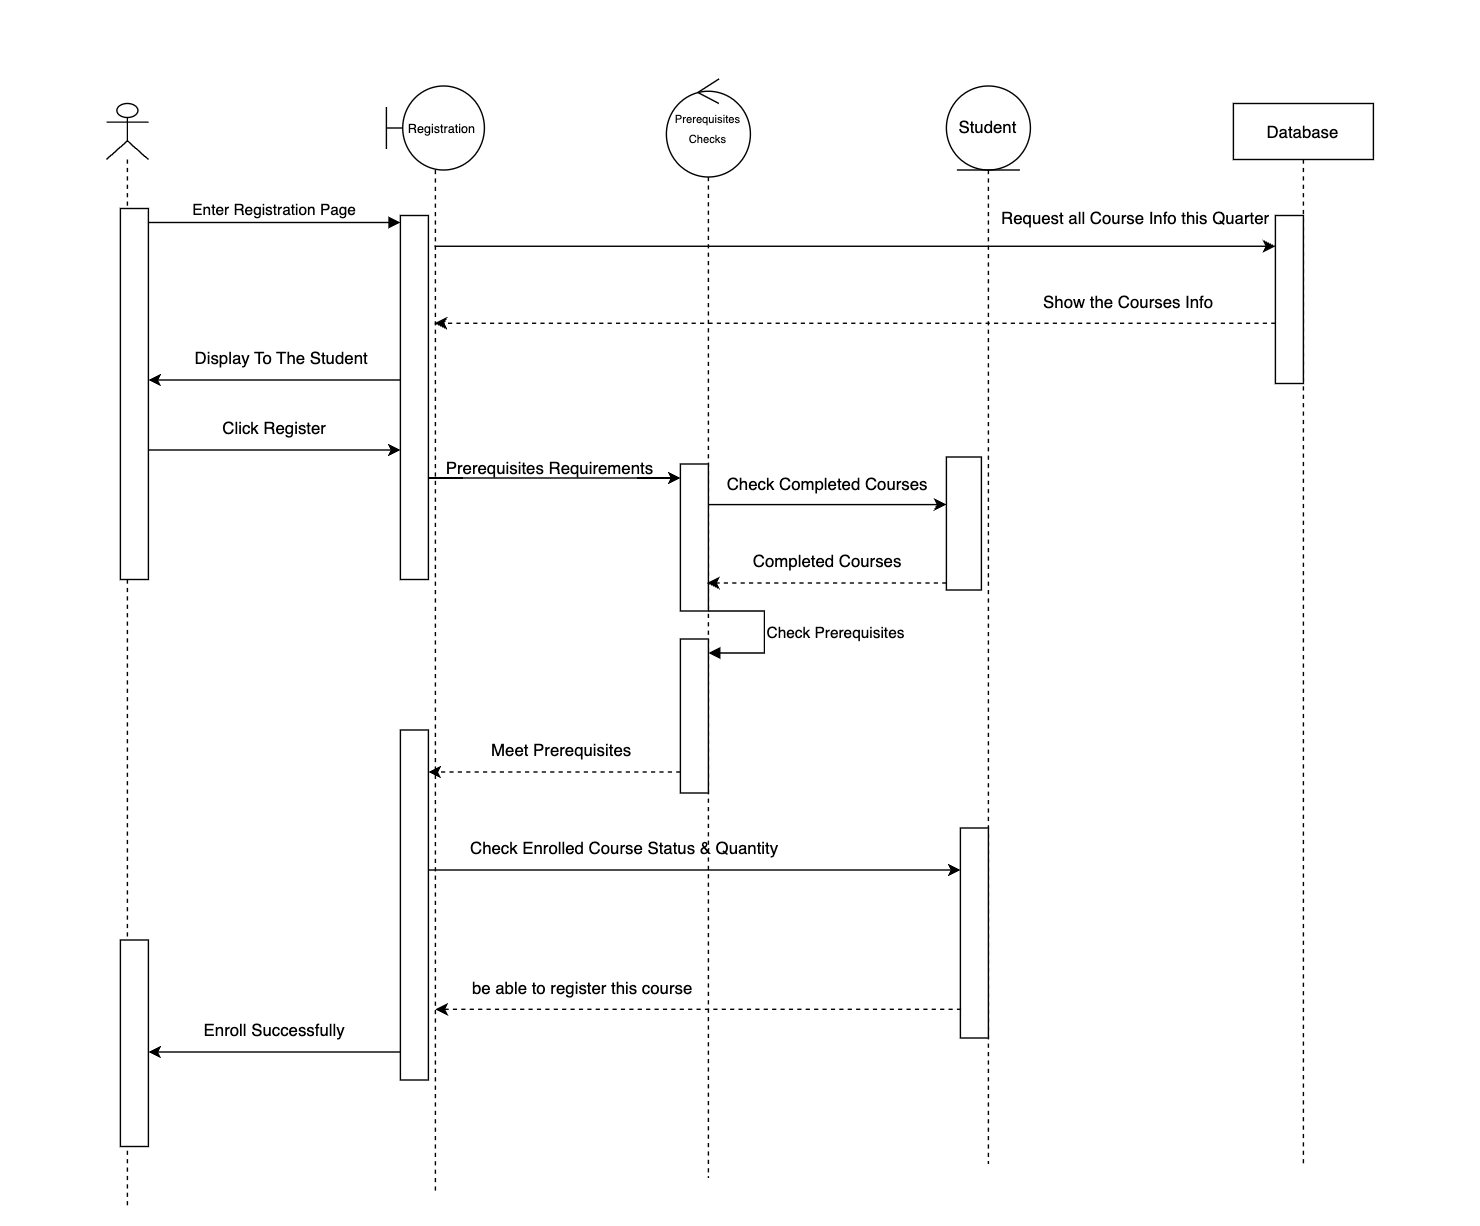 Registration
Prerequisites
Checks
Student
Database
Enter Registration Page
Request all Course Info this Quarter
Show the Courses Info
Display To The Student
Click Register
Prerequisites Requirements
Check Completed Courses
Completed Courses
Check Prerequisites
Meet Prerequisites
Check Enrolled Course Status & Quantity
be able to register this course
Enroll Successfully